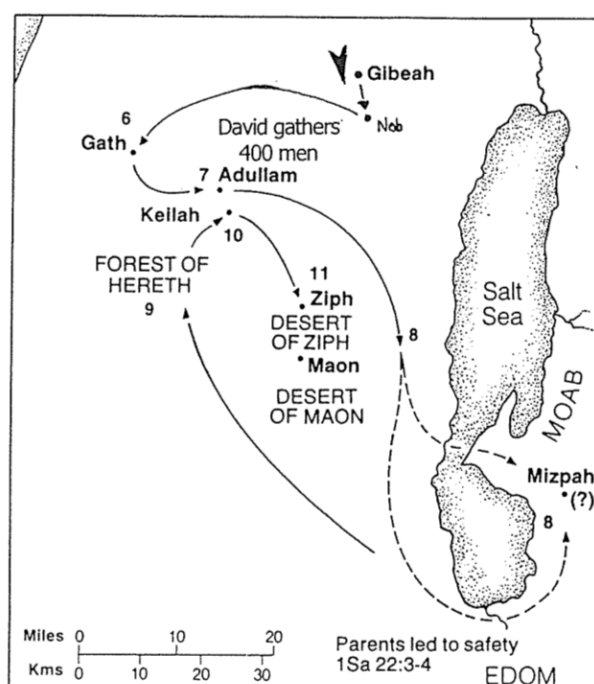 Gibeah
Nob
6
David gathers
400 men
Gath
7 Adullam
Keilah
10
FOREST OF
HERETH
9
11
Ziph
DESERT
OF ZIPH
Maon
DESERT
OF MAON
8
Salt
Sea
MOAB
Mizpah
(?)
8
Miles 0 10 20
Kms 0 10 20 30
Parents led to safety
1Sa 22:3-4
EDOM